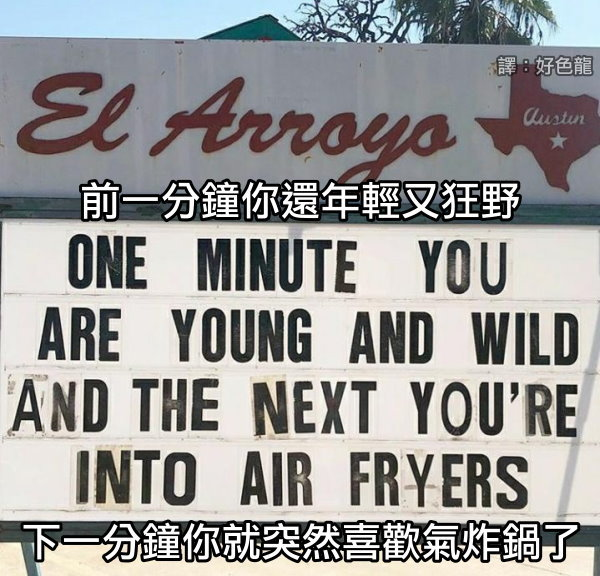 譯：好色龍
El Arroyo
Austin
前一分鐘你還年輕又狂野
ONE MINUTE YOU
ARE YOUNG AND WILD
AND THE NEXT YOU'RE
INTO AIR FRYERS
下一分鐘你就突然喜歡氣炸鍋了